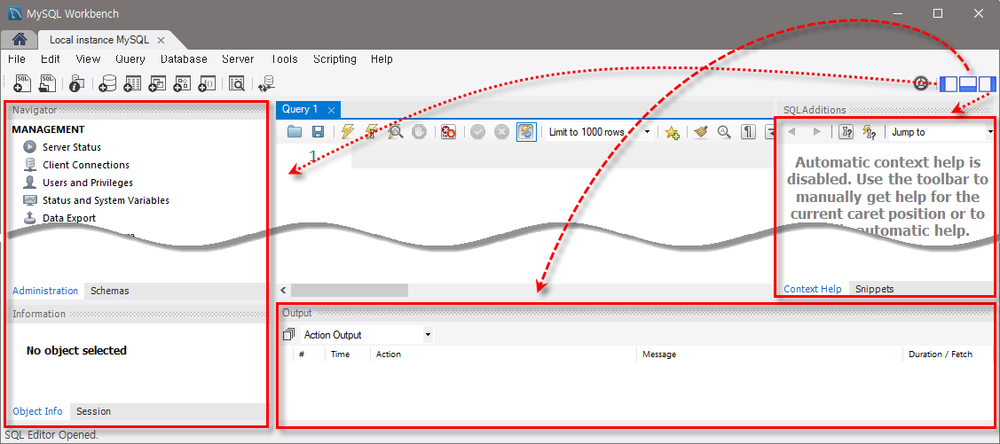 MySQL Workbench
Local instance MySQL
File Edit View Query Database Server Tools Scripting Help
Navigator
MANAGEMENT
Server Status
Client Connections
Users and Privileges
Status and System Variables
Data Export
Administration Schemas
Information
No object selected
Object Info Session
SQL Editor Opened.
Query 1
Limit to 1000 rows
1
SQLAdditions
Jump to
Automatic context help is
disabled. Use the toolbar to
manually get help for the
current caret position or to
automatic help.
Context Help Snippets
Output
Action Output
# Time Action Message Duration / Fetch